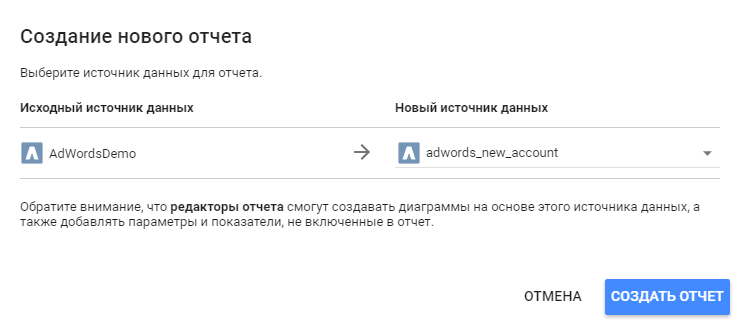 Создание нового отчета
Выберите источник данных для отчета.
Исходный источник данных
Новый источник данных
AdWordsDemo
adwords_new_account
Обратите внимание, что редакторы отчета смогут создавать диаграммы на основе этого источника данных, а
также добавлять параметры и показатели, не включенные в отчет.
ОТМЕНА
СОЗДАТЬ ОТЧЕТ